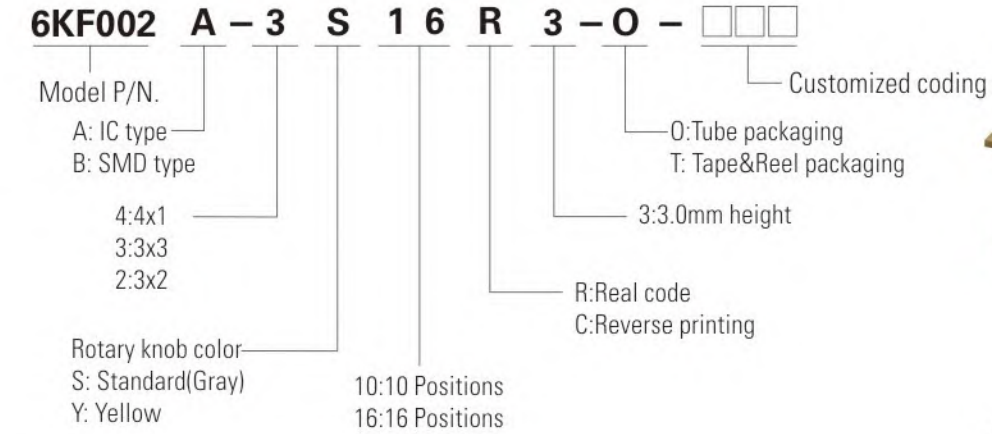 6KF002 A – 3 S 1 6 R 3 – O – □□□
Customized coding
Model P/N.
A: IC type
B: SMD type
O:Tube packaging
T: Tape&Reel packaging
4:4x1
3:3x3
2:3x2
3:3.0mm height
R:Real code
C:Reverse printing
Rotary knob color
S: Standard(Gray)
Y: Yellow
10:10 Positions
16:16 Positions